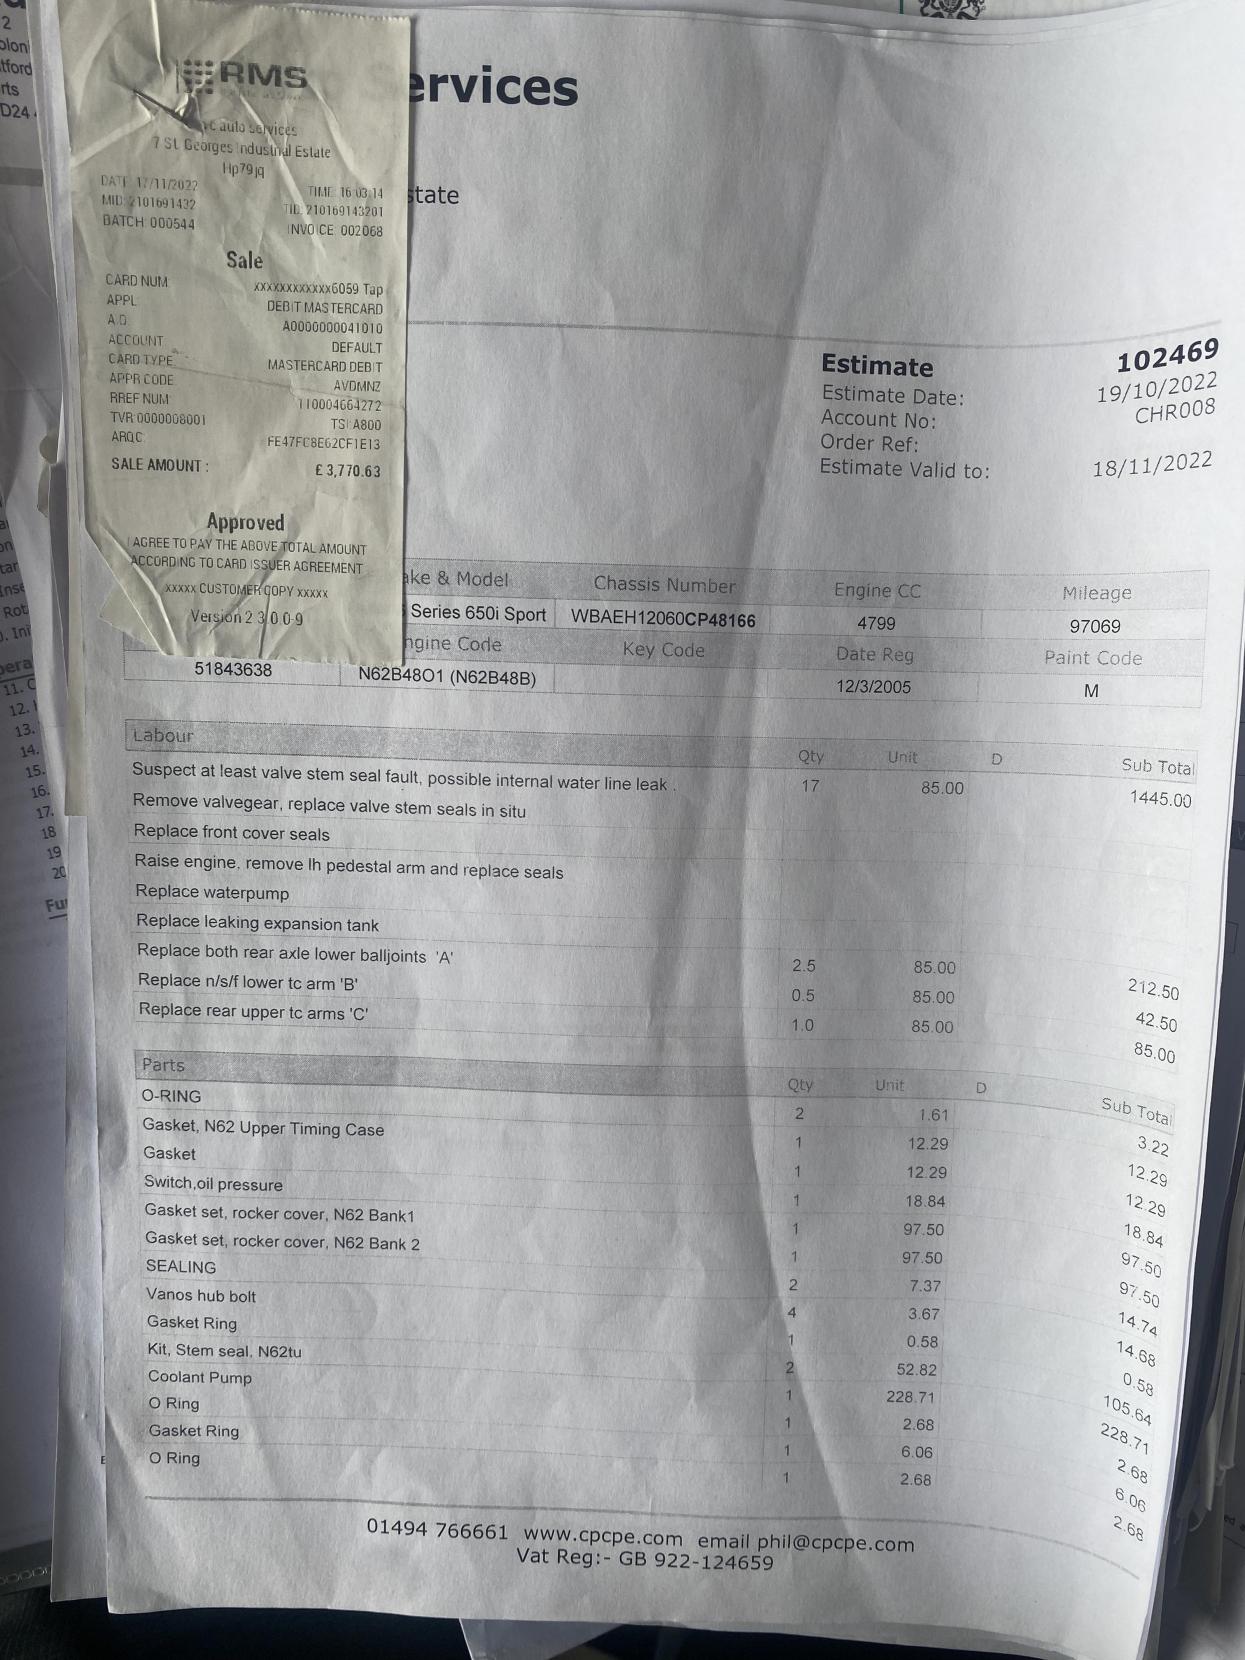 RMS
c auto services
7 St. Georges Industrial Estate
Hp79jq
DATE 17/11/2022 TIME 16:03:14
MID: 2101691432 TID: 210169143201
BATCH 000544 INVOICE 002068
Sale
CARD NUM: xxxxxxxxxxxx6059 Tap
APPL DEBIT MASTERCARD
A.D. A0000000041010
ACCOUNT DEFAULT
CARD TYPE MASTERCARD DEBIT
APPR CODE AVDMNZ
RREF NUM: 110004664272
TVR:0000008001 TSI:A800
ARQC FE47FC8E62CF1E13
SALE AMOUNT : £ 3,770.63
Approved
I AGREE TO PAY THE ABOVE TOTAL AMOUNT
ACCORDING TO CARD ISSUER AGREEMENT
xxxxx CUSTOMER COPY xxxxx
Version 2 3 0 0-9
ervices
state
Estimate 102469
Estimate Date: 19/10/2022
Account No: CHR008
Order Ref:
Estimate Valid to: 18/11/2022
ake & Model Chassis Number Engine CC Mileage
Series 650i Sport WBAEH12060CP48166 4799 97069
ngine Code Key Code Date Reg Paint Code
51843638 N62B48O1 (N62B48B) 12/3/2005 M
Labour Qty Unit D Sub Total
Suspect at least valve stem seal fault, possible internal water line leak . 17 85.00 1445.00
Remove valvegear, replace valve stem seals in situ
Replace front cover seals
Raise engine, remove lh pedestal arm and replace seals
Replace waterpump
Replace leaking expansion tank
Replace both rear axle lower balljoints 'A' 2.5 85.00 212.50
Replace n/s/f lower tc arm 'B' 0.5 85.00 42.50
Replace rear upper tc arms 'C' 1.0 85.00 85.00
Parts Qty Unit D Sub Total
O-RING 2 1.61 3.22
Gasket, N62 Upper Timing Case 1 12.29 12.29
Gasket 1 12.29 12.29
Switch,oil pressure 1 18.84 18.84
Gasket set, rocker cover, N62 Bank1 1 97.50 97.50
Gasket set, rocker cover, N62 Bank 2 1 97.50 97.50
SEALING 2 7.37 14.74
Vanos hub bolt 4 3.67 14.68
Gasket Ring 1 0.58 0.58
Kit, Stem seal, N62tu 2 52.82 105.64
Coolant Pump 1 228.71 228.71
O Ring 1 2.68 2.68
Gasket Ring 1 6.06 6.06
O Ring 1 2.68 2.68
01494 766661 www.cpcpe.com email phil@cpcpe.com
Vat Reg:- GB 922-124659